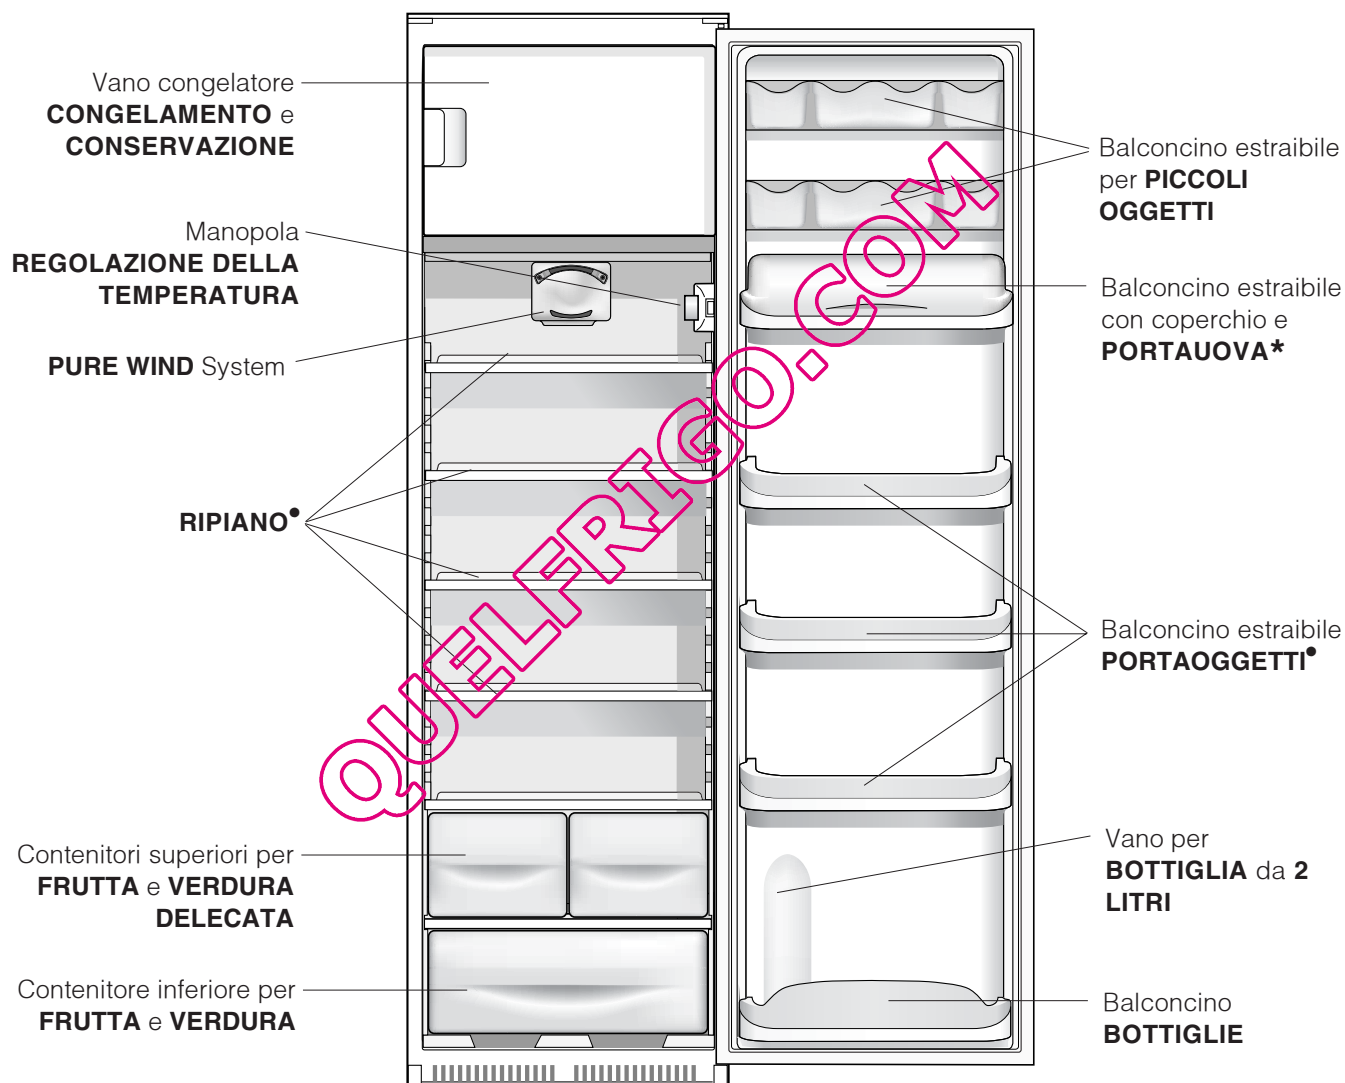 Vano congelatore
CONGELAMENTO e
CONSERVAZIONE
Manopola
REGOLAZIONE DELLA
TEMPERATURA
PURE WIND System
RIPIANO•
Contenitori superiori per
FRUTTA e VERDURA
DELECATA
Contenitore inferiore per
FRUTTA e VERDURA
Balconcino estraibile
per PICCOLI
OGGETTI
Balconcino estraibile
con coperchio e
PORTAUOVA*
Balconcino estraibile
PORTAOGGETTI•
Vano per
BOTTIGLIA da 2
LITRI
Balconcino
BOTTIGLIE
QUELFRIGO.COM